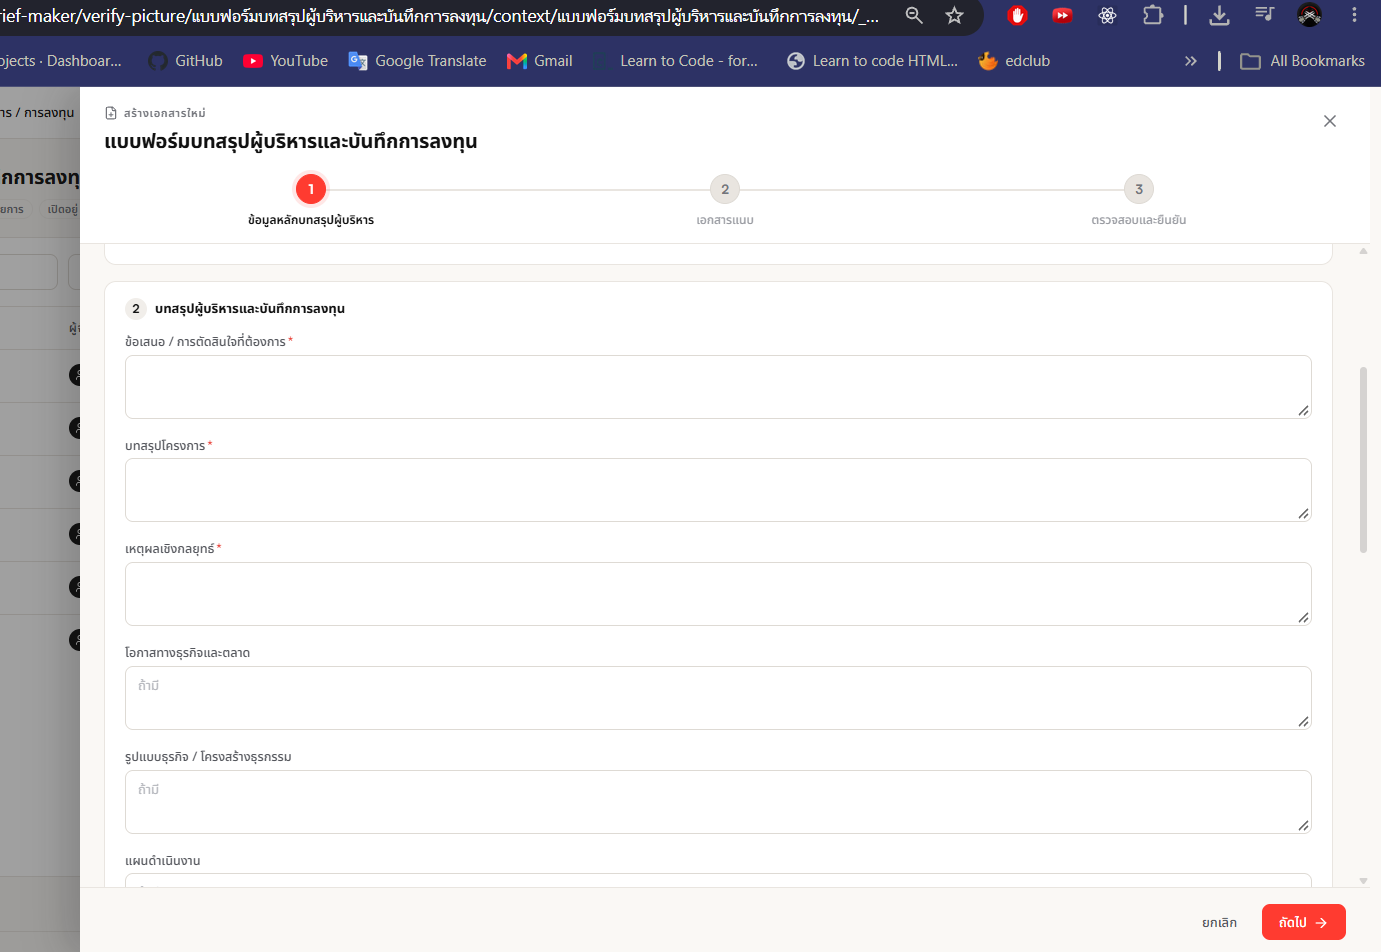 rief-maker/verify-picture/แบบฟอร์มบทสรุปผู้บริหารและบันทึกการลงทุน/context/แบบฟอร์มบทสรุปผู้บริหารและบันทึกการลงทุน/_...
ojects · Dashboar...
GitHub
YouTube
Google Translate
Gmail
Learn to Code - for...
Learn to code HTML...
edclub
All Bookmarks
าร / การลงทุน
สร้างเอกสารใหม่
แบบฟอร์มบทสรุปผู้บริหารและบันทึกการลงทุน
กการลงทุ
ยการ
เปิดอยู่
1
2
3
ข้อมูลหลักบทสรุปผู้บริหาร
เอกสารแนบ
ตรวจสอบและยืนยัน
2 บทสรุปผู้บริหารและบันทึกการลงทุน
ข้อเสนอ / การตัดสินใจที่ต้องการ *
บทสรุปโครงการ *
เหตุผลเชิงกลยุทธ์ *
โอกาสทางธุรกิจและตลาด
ถ้ามี
รูปแบบธุรกิจ / โครงสร้างธุรกรรม
ถ้ามี
แผนดำเนินงาน
ยกเลิก
ถัดไป →